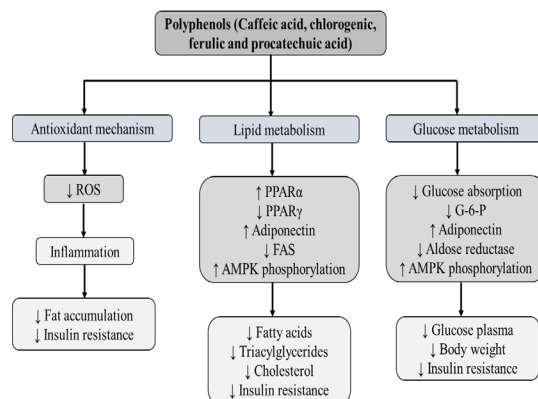 Polyphenols (Caffeic acid, chlorogenic,
ferulic and procatechuic acid)
Antioxidant mechanism
↓ ROS
Inflammation
↓ Fat accumulation
↓ Insulin resistance
Lipid metabolism
↑ PPARα
↓ PPARγ
↑ Adiponectin
↓ FAS
↑ AMPK phosphorylation
↓ Fatty acids
↓ Triacylglycerides
↓ Cholesterol
↓ Insulin resistance
Glucose metabolism
↓ Glucose absorption
↓ G-6-P
↑ Adiponectin
↓ Aldose reductase
↑ AMPK phosphorylation
↓ Glucose plasma
↓ Body weight
↓ Insulin resistance